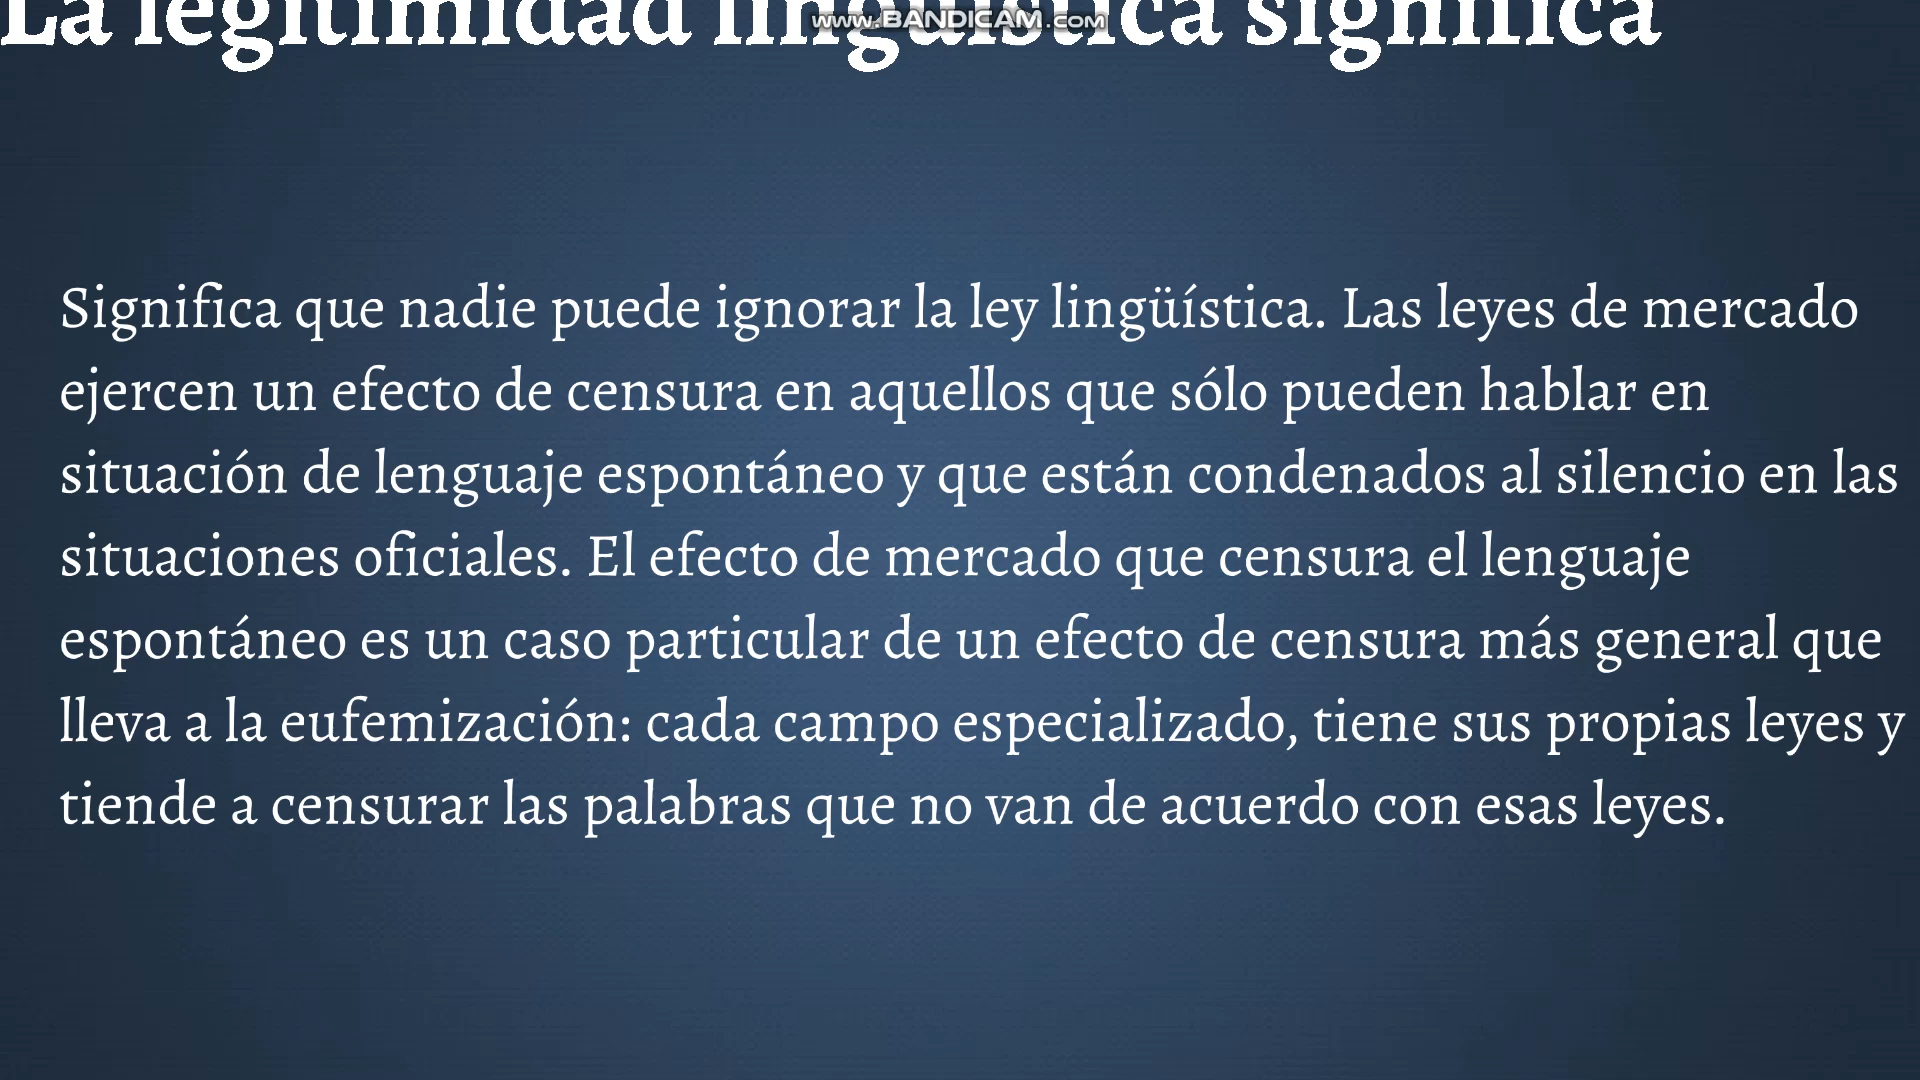 La legitimidad lingüística significa
www.BANDICAM.com
Significa que nadie puede ignorar la ley lingüística. Las leyes de mercado
ejercen un efecto de censura en aquellos que sólo pueden hablar en
situación de lenguaje espontáneo y que están condenados al silencio en las
situaciones oficiales. El efecto de mercado que censura el lenguaje
espontáneo es un caso particular de un efecto de censura más general que
lleva a la eufemización: cada campo especializado, tiene sus propias leyes y
tiende a censurar las palabras que no van de acuerdo con esas leyes.